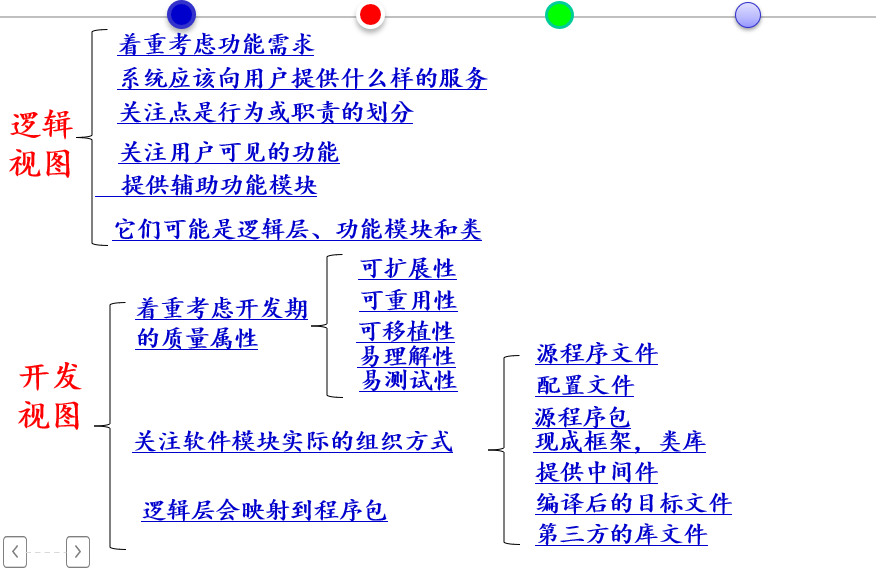 逻辑
视图
着重考虑功能需求
系统应该向用户提供什么样的服务
关注点是行为或职责的划分
关注用户可见的功能
提供辅助功能模块
它们可能是逻辑层、功能模块和类
开发
视图
着重考虑开发期
的质量属性
可扩展性
可重用性
可移植性
易理解性
易测试性
关注软件模块实际的组织方式
源程序文件
配置文件
源程序包
现成框架，类库
提供中间件
编译后的目标文件
第三方的库文件
逻辑层会映射到程序包